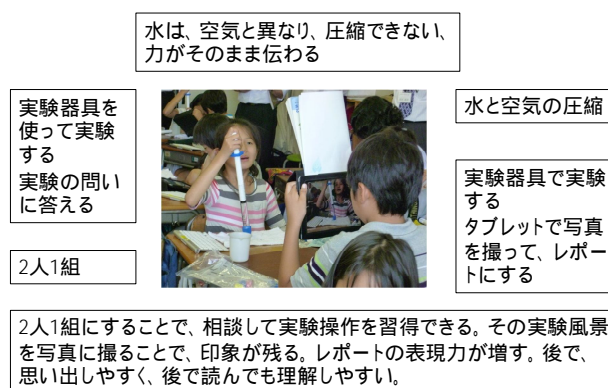 水は、空気と異なり、圧縮できない、
力がそのまま伝わる
実験器具を
使って実験
する
実験の問い
に答える
水と空気の圧縮
実験器具で実験
する
タブレットで写真
を撮って、レポー
トにする
2人1組
2人1組にすることで、相談して実験操作を習得できる。その実験風景
を写真に撮ることで、印象が残る。レポートの表現力が増す。後で、
思い出しやすく、後で読んでも理解しやすい。